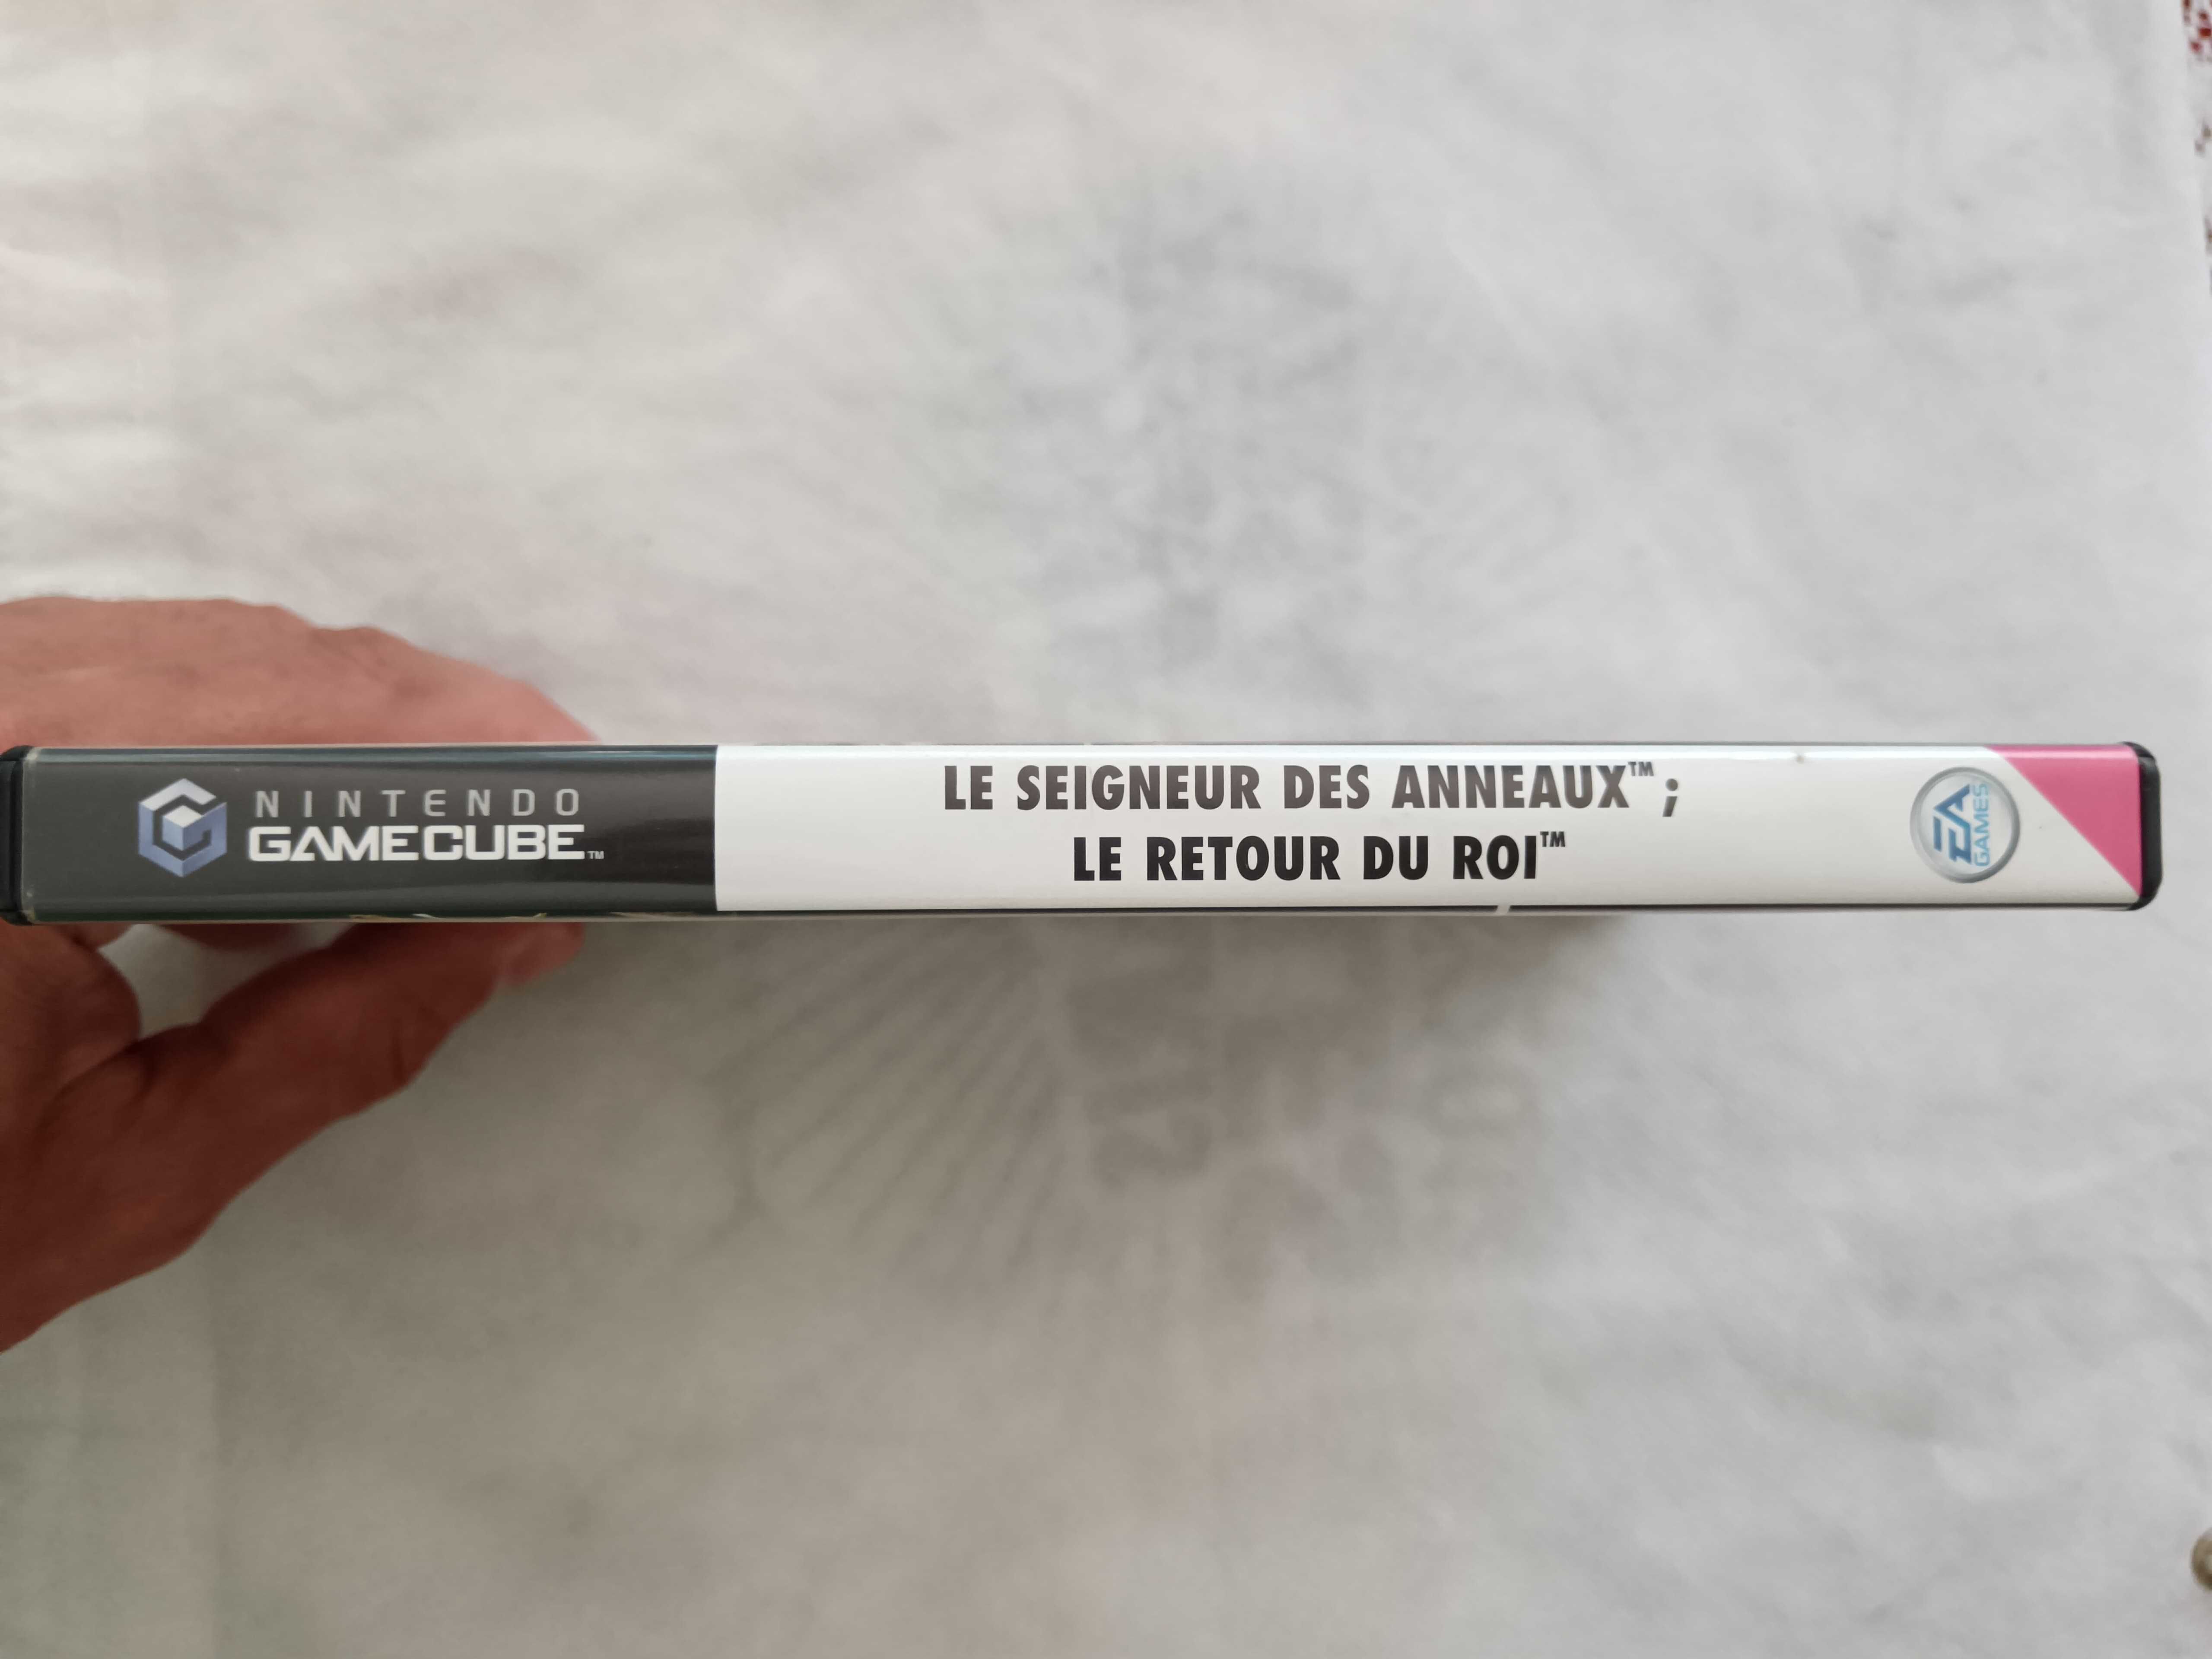 NINTENDO
GAMECUBE™
LE SEIGNEUR DES ANNEAUX™ ;
LE RETOUR DU ROI™
EA
GAMES